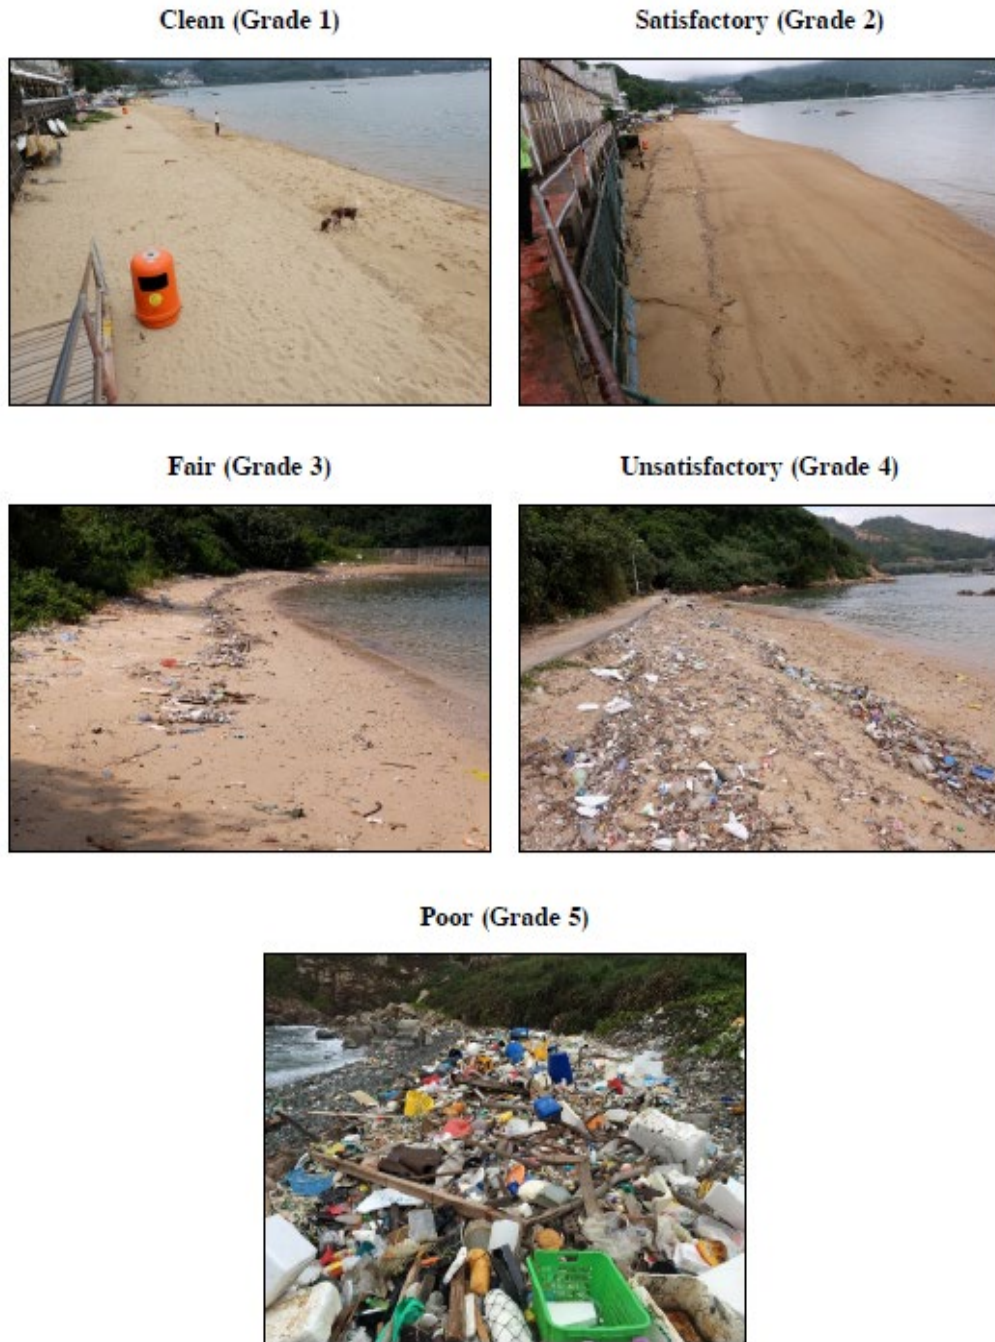 Clean (Grade 1)
Satisfactory (Grade 2)
Fair (Grade 3)
Unsatisfactory (Grade 4)
Poor (Grade 5)